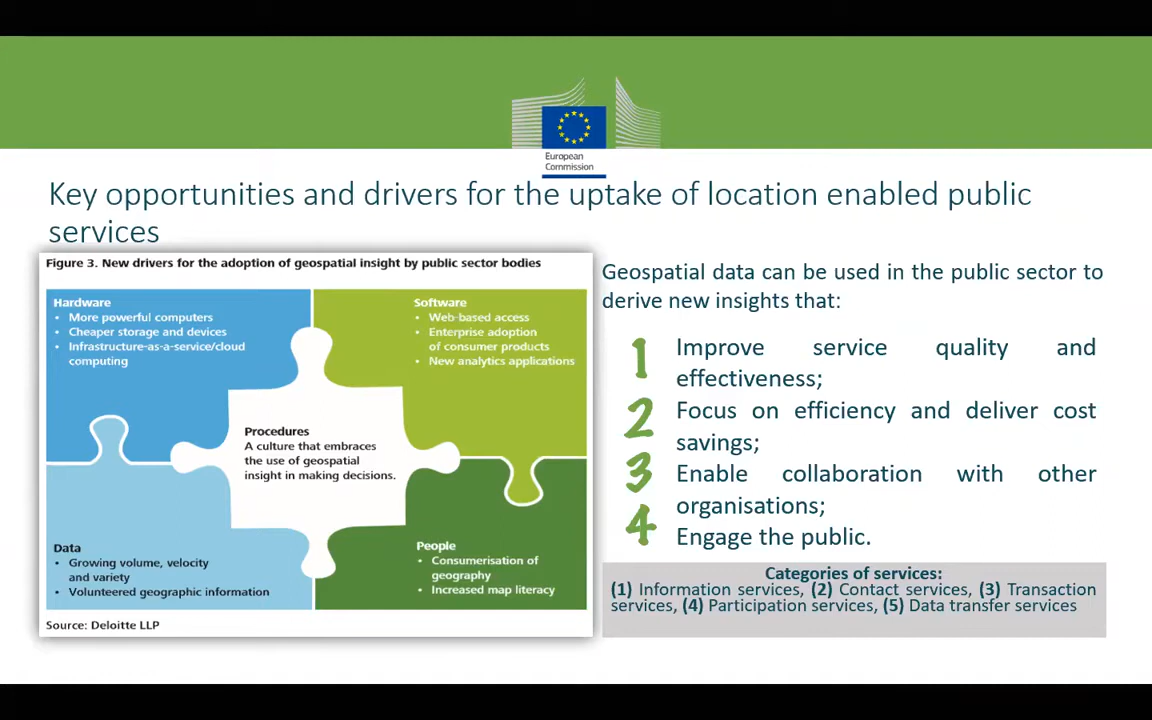 European
Commission
Key opportunities and drivers for the uptake of location enabled public
services
Figure 3. New drivers for the adoption of geospatial insight by public sector bodies
Hardware
• More powerful computers
• Cheaper storage and devices
• Infrastructure-as-a-service/cloud
computing
Software
• Web-based access
• Enterprise adoption
of consumer products
• New analytics applications
Procedures
A culture that embraces
the use of geospatial
insight in making decisions.
Data
• Growing volume, velocity
and variety
• Volunteered geographic information
People
• Consumerisation of
geography
• Increased map literacy
Source: Deloitte LLP
Geospatial data can be used in the public sector to
derive new insights that:
1 Improve service quality and
effectiveness;
2 Focus on efficiency and deliver cost
savings;
3 Enable collaboration with other
organisations;
4 Engage the public.
Categories of services:
(1) Information services, (2) Contact services, (3) Transaction
services, (4) Participation services, (5) Data transfer services